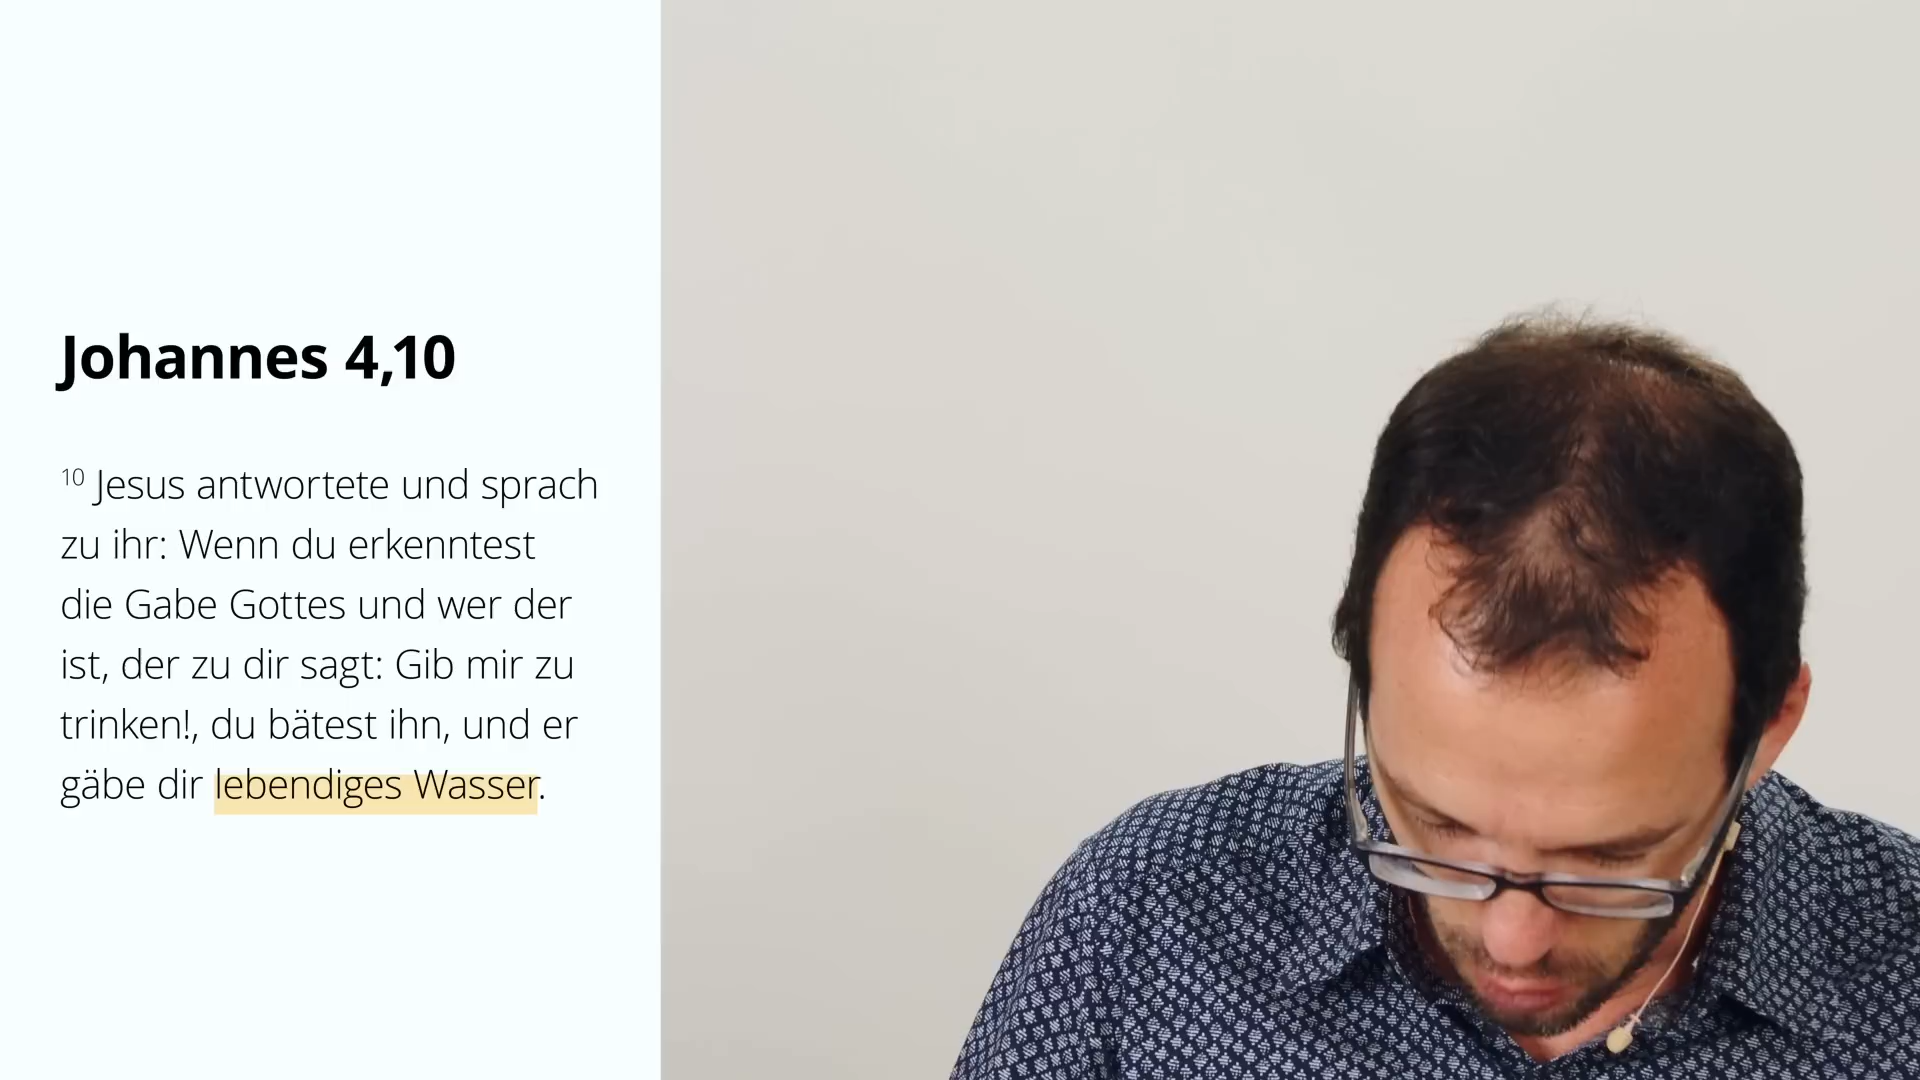 Johannes 4,10
10 Jesus antwortete und sprach
zu ihr: Wenn du erkenntest
die Gabe Gottes und wer der
ist, der zu dir sagt: Gib mir zu
trinken!, du bätest ihn, und er
gäbe dir lebendiges Wasser.